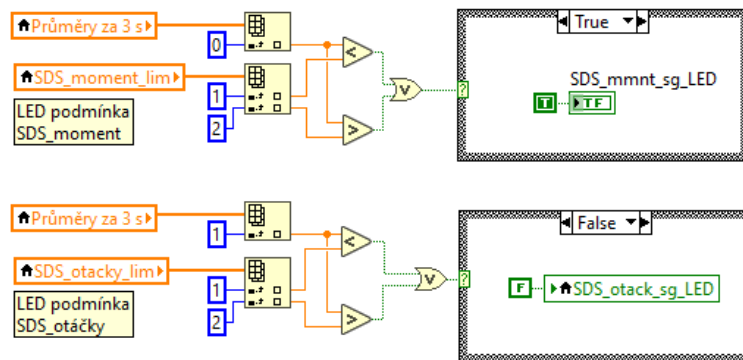 Průměry za 3 s
0
True
SDS_moment_lim
1
2
LED podmínka
SDS_moment
<
>
V
?
SDS_mmnt_sg_LED
T
TF
Průměry za 3 s
1
False
SDS_otacky_lim
1
2
LED podmínka
SDS_otáčky
<
>
V
?
F
SDS_otack_sg_LED